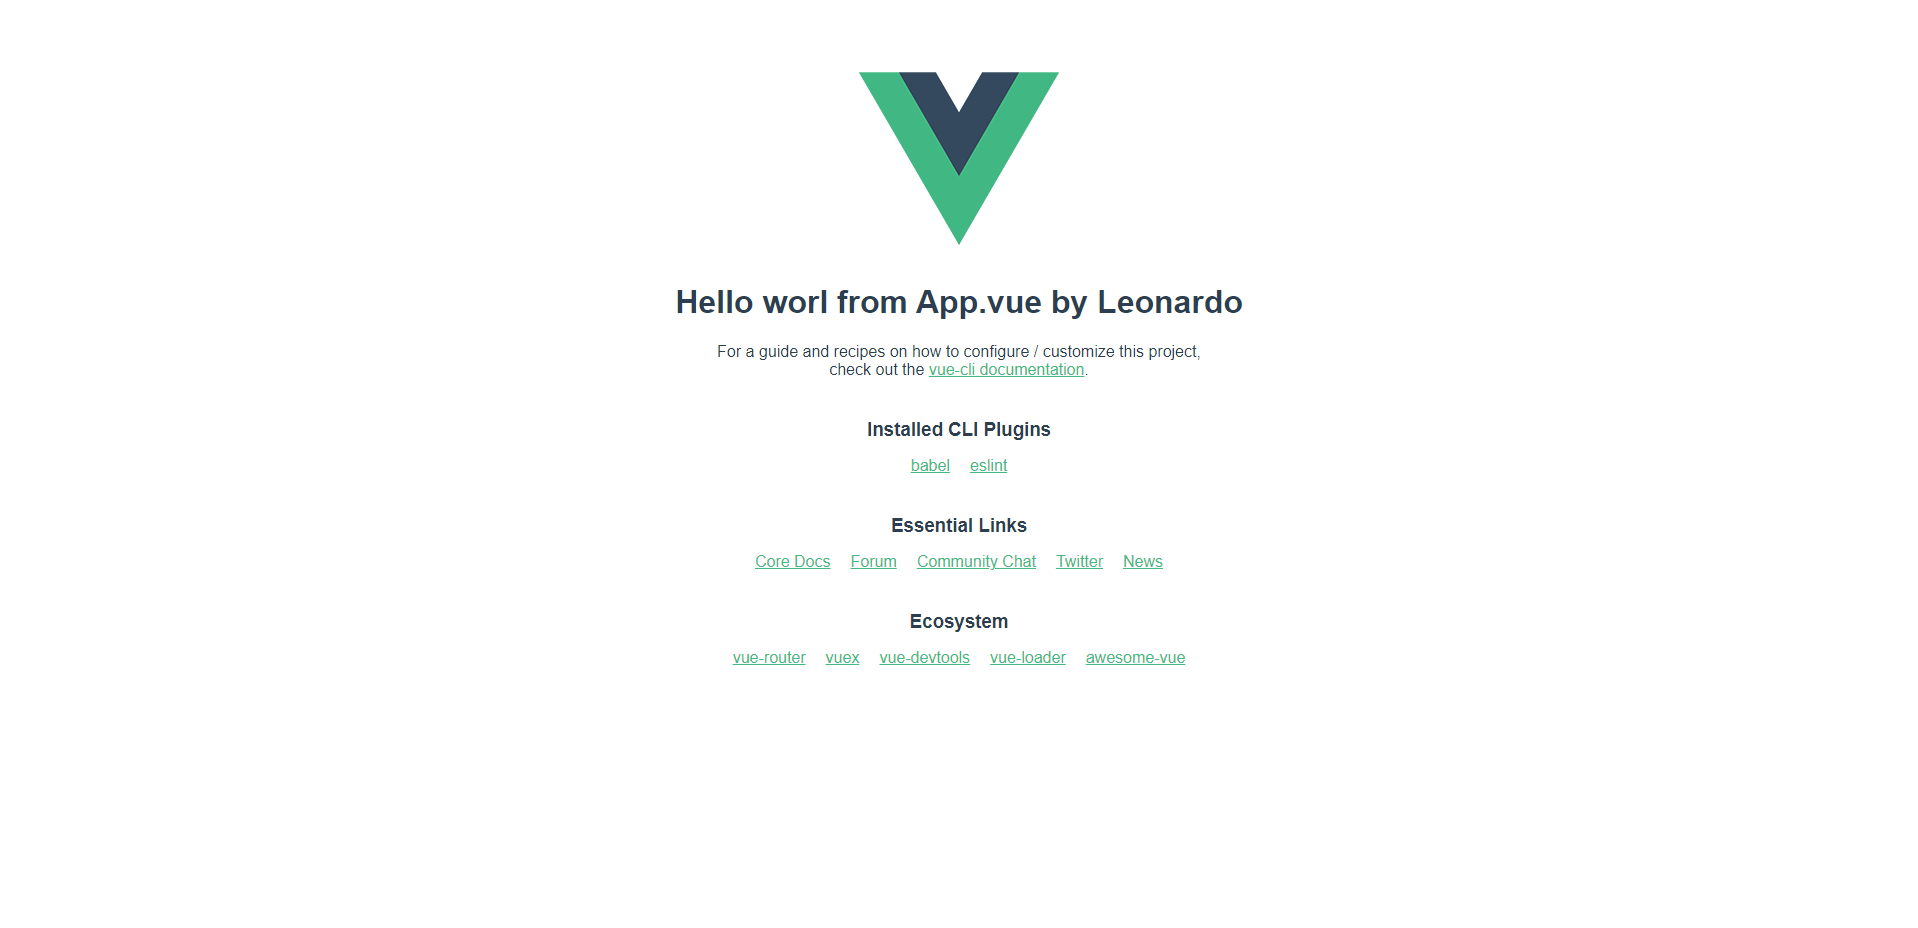 Hello worl from App.vue by Leonardo
For a guide and recipes on how to configure / customize this project,
check out the vue-cli documentation.
Installed CLI Plugins
babel eslint
Essential Links
Core Docs Forum Community Chat Twitter News
Ecosystem
vue-router vuex vue-devtools vue-loader awesome-vue